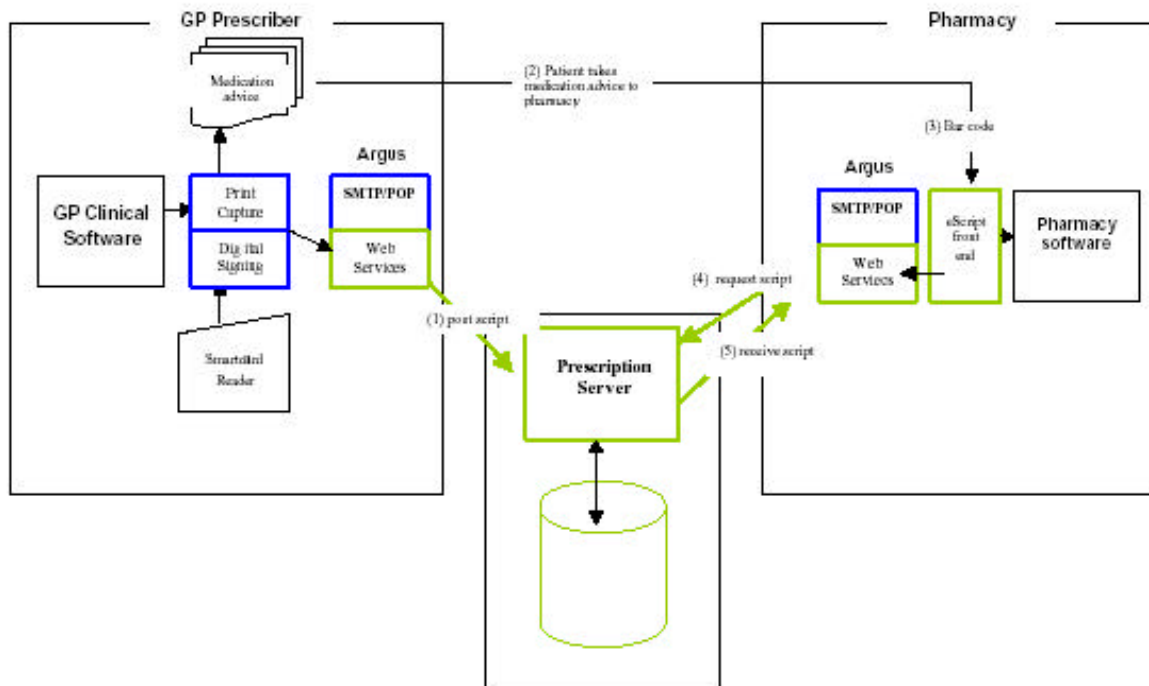 GP Prescriber
Pharmacy
Medication
advice
(2) Patient takes
medication advice to
pharmacy
(3) Bar code
Argus
SMTP/POP
Web
Services
Print
Capture
Digital
Signing
GP Clinical
Software
Smartcard
Reader
Argus
SMTP/POP
Web
Services
eScript
front
end
Pharmacy
software
(1) post script
(4) request script
(5) receive script
Prescription
Server